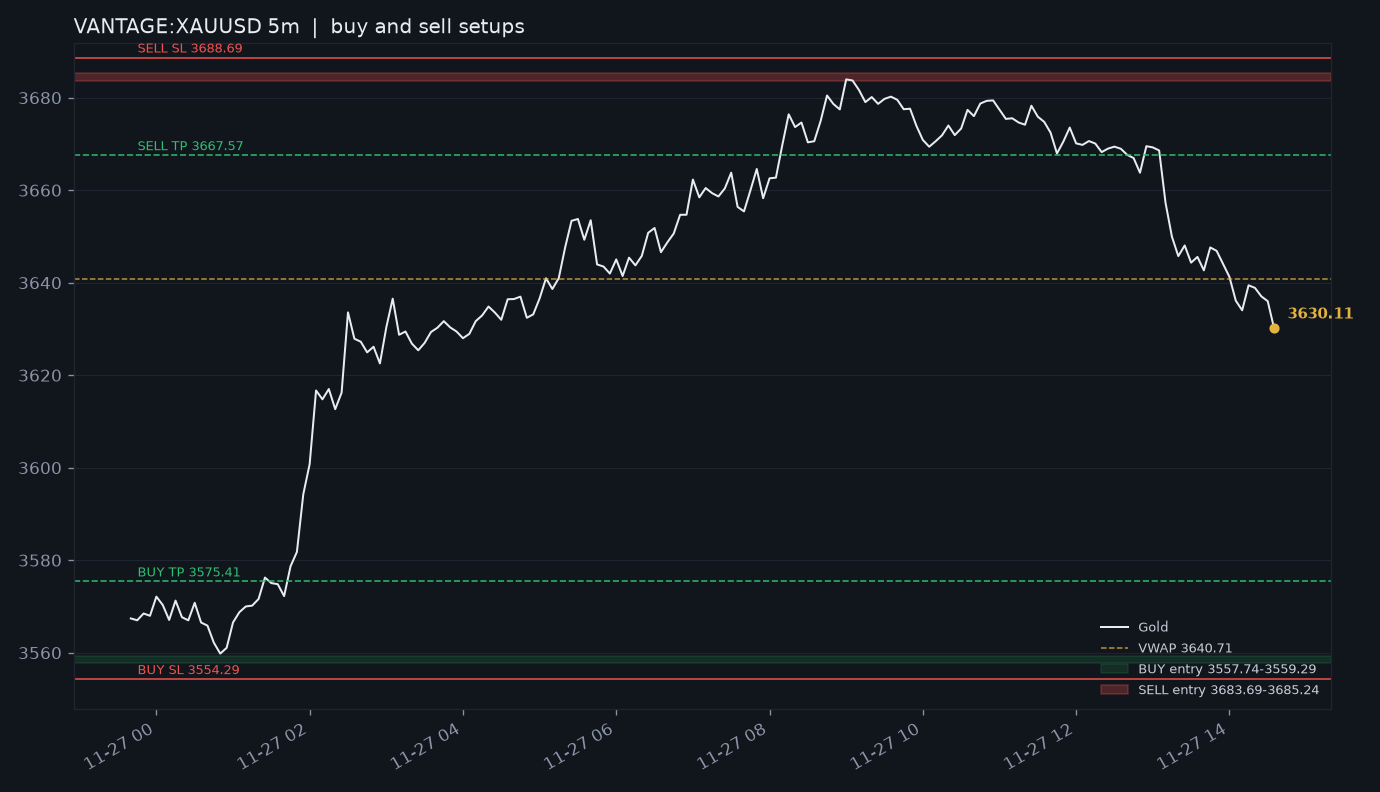 VANTAGE:XAUUSD 5m | buy and sell setups
SELL SL 3688.69
3680
SELL TP 3667.57
3660
3640
3630.11
3620
3600
3580
BUY TP 3575.41
3560
BUY SL 3554.29
Gold
VWAP 3640.71
BUY entry 3557.74-3559.29
SELL entry 3683.69-3685.24
11-27 00
11-27 02
11-27 04
11-27 06
11-27 08
11-27 10
11-27 12
11-27 14